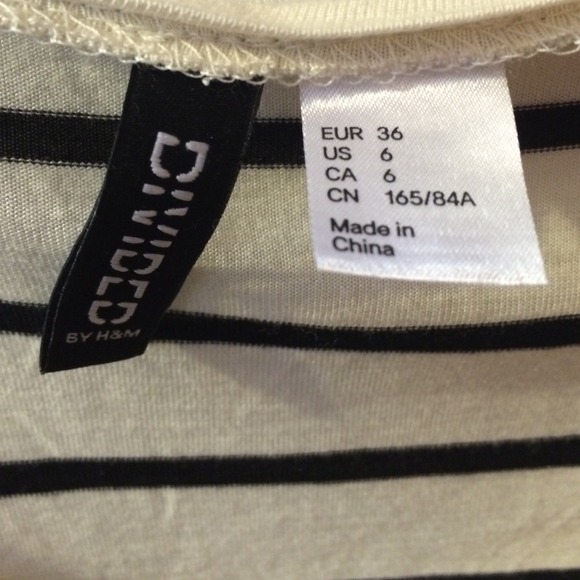 DIVIDED
BY H&M
EUR 36
US 6
CA 6
CN 165/84A
Made in
China